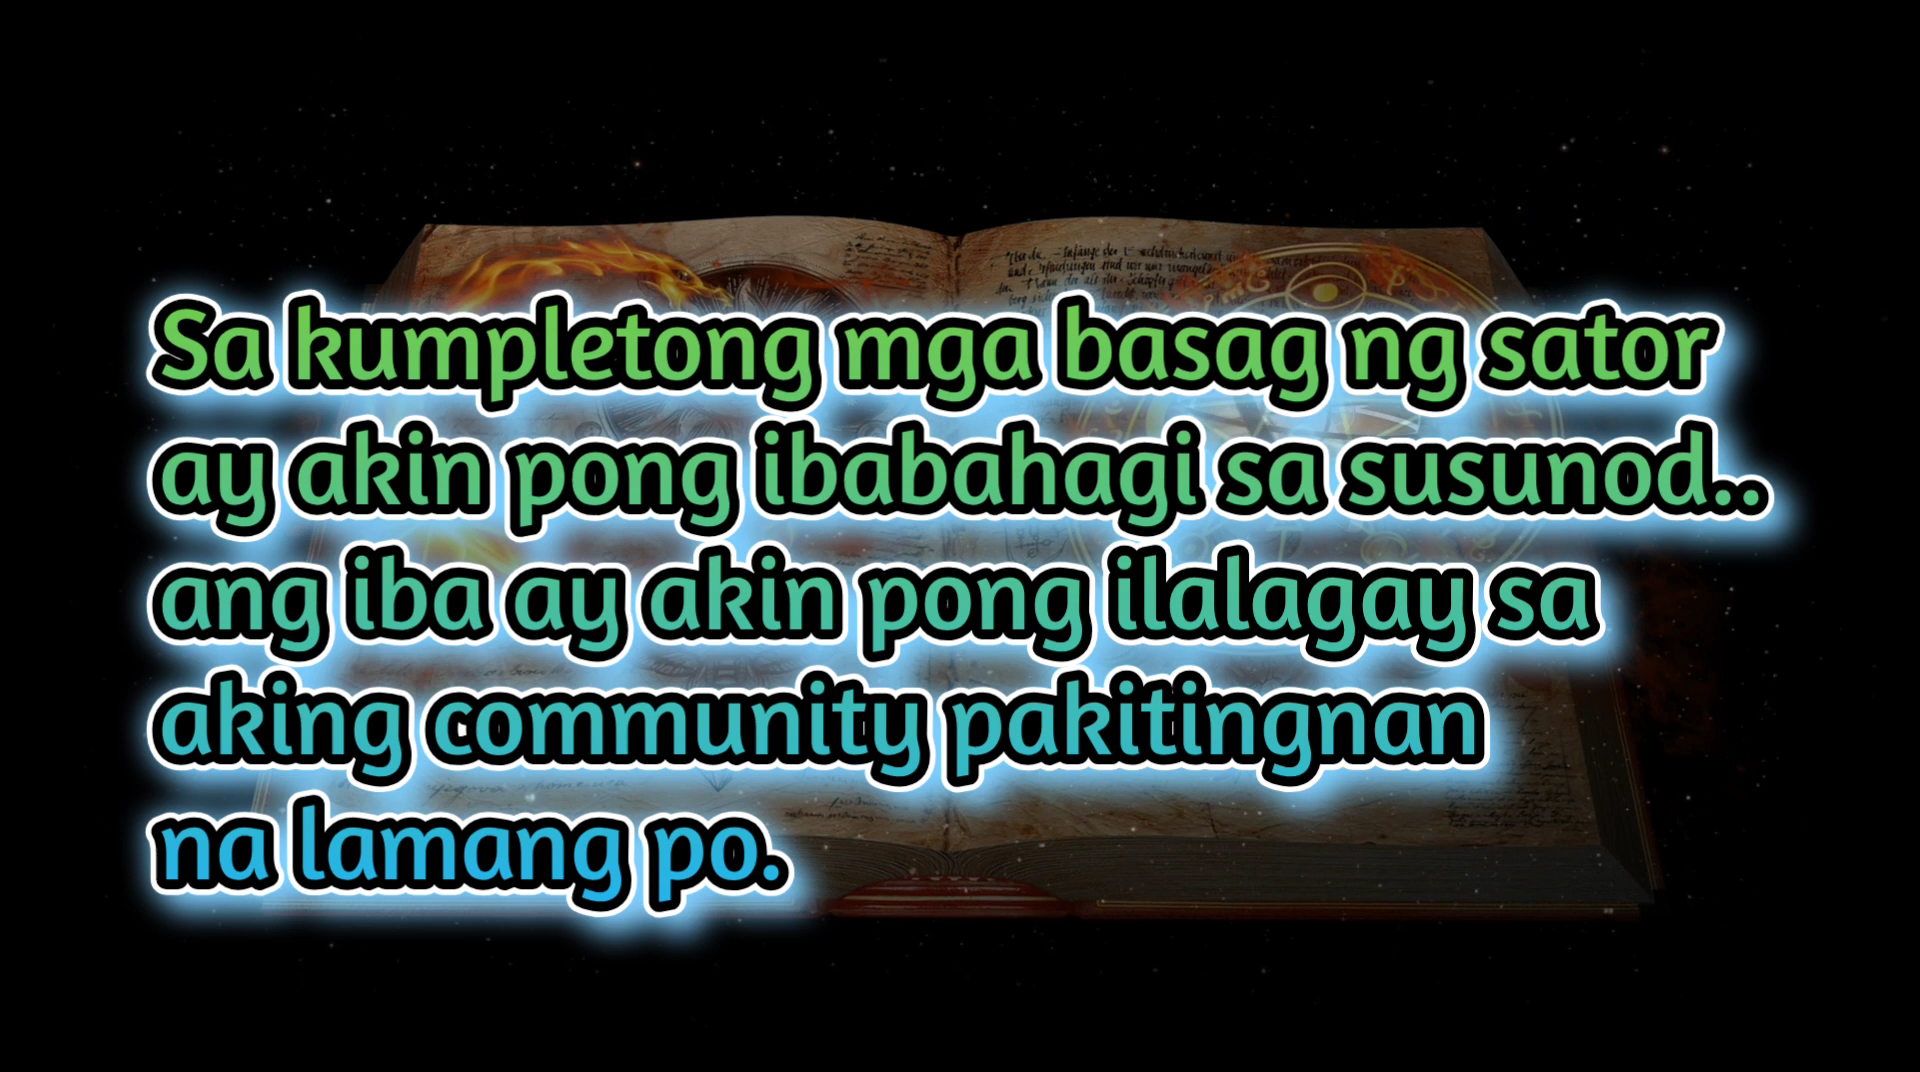 Sa kumpletong mga basag ng sator
ay akin pong ibabahagi sa susunod..
ang iba ay akin pong ilalagay sa
aking community pakitingnan
na lamang po.